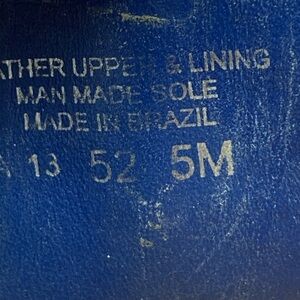 ATHER UPPER & LINING
MAN MADE SOLE
MADE IN BRAZIL
A 13 52 5M